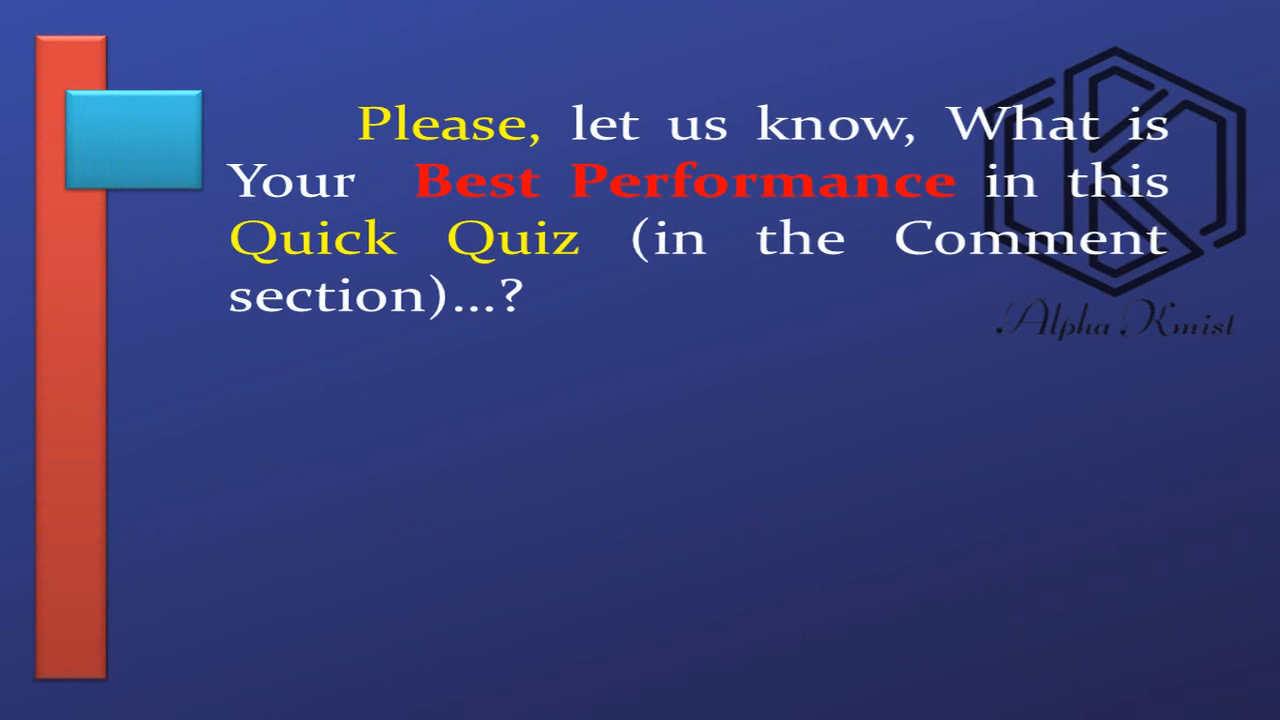 Please, let us know, What is
Your Best Performance in this
Quick Quiz (in the Comment
section)...?
Alpha Kmist